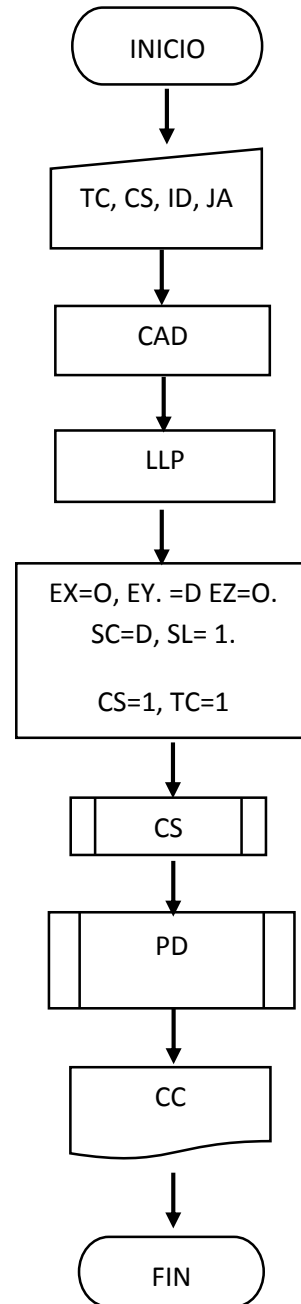 INICIO
TC, CS, ID, JA
CAD
LLP
EX=O, EY. =D EZ=O.
SC=D, SL= 1.
CS=1, TC=1
CS
PD
CC
FIN